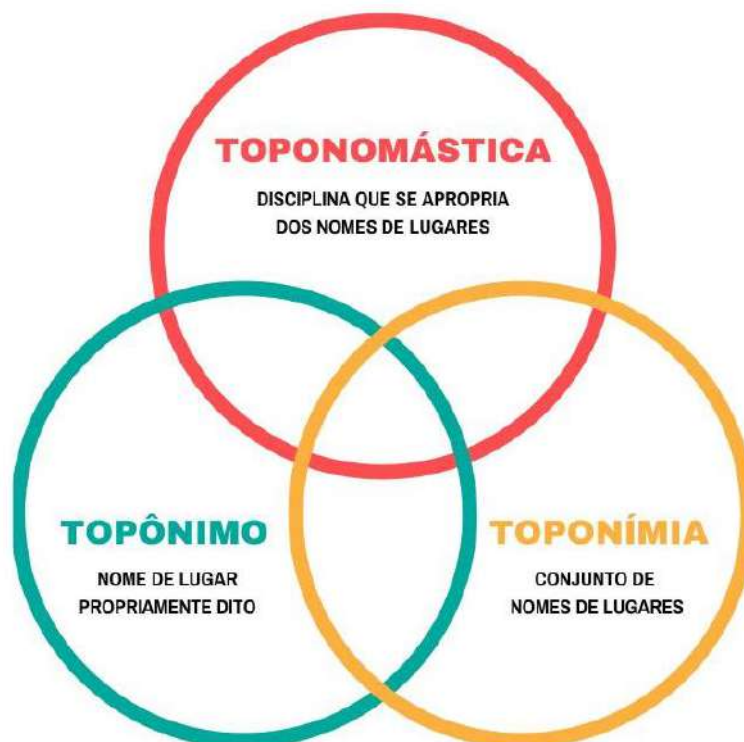 TOPONOMÁSTICA
DISCIPLINA QUE SE APROPRIA
DOS NOMES DE LUGARES
TOPÔNIMO
NOME DE LUGAR
PROPRIAMENTE DITO
TOPONÍMIA
CONJUNTO DE
NOMES DE LUGARES